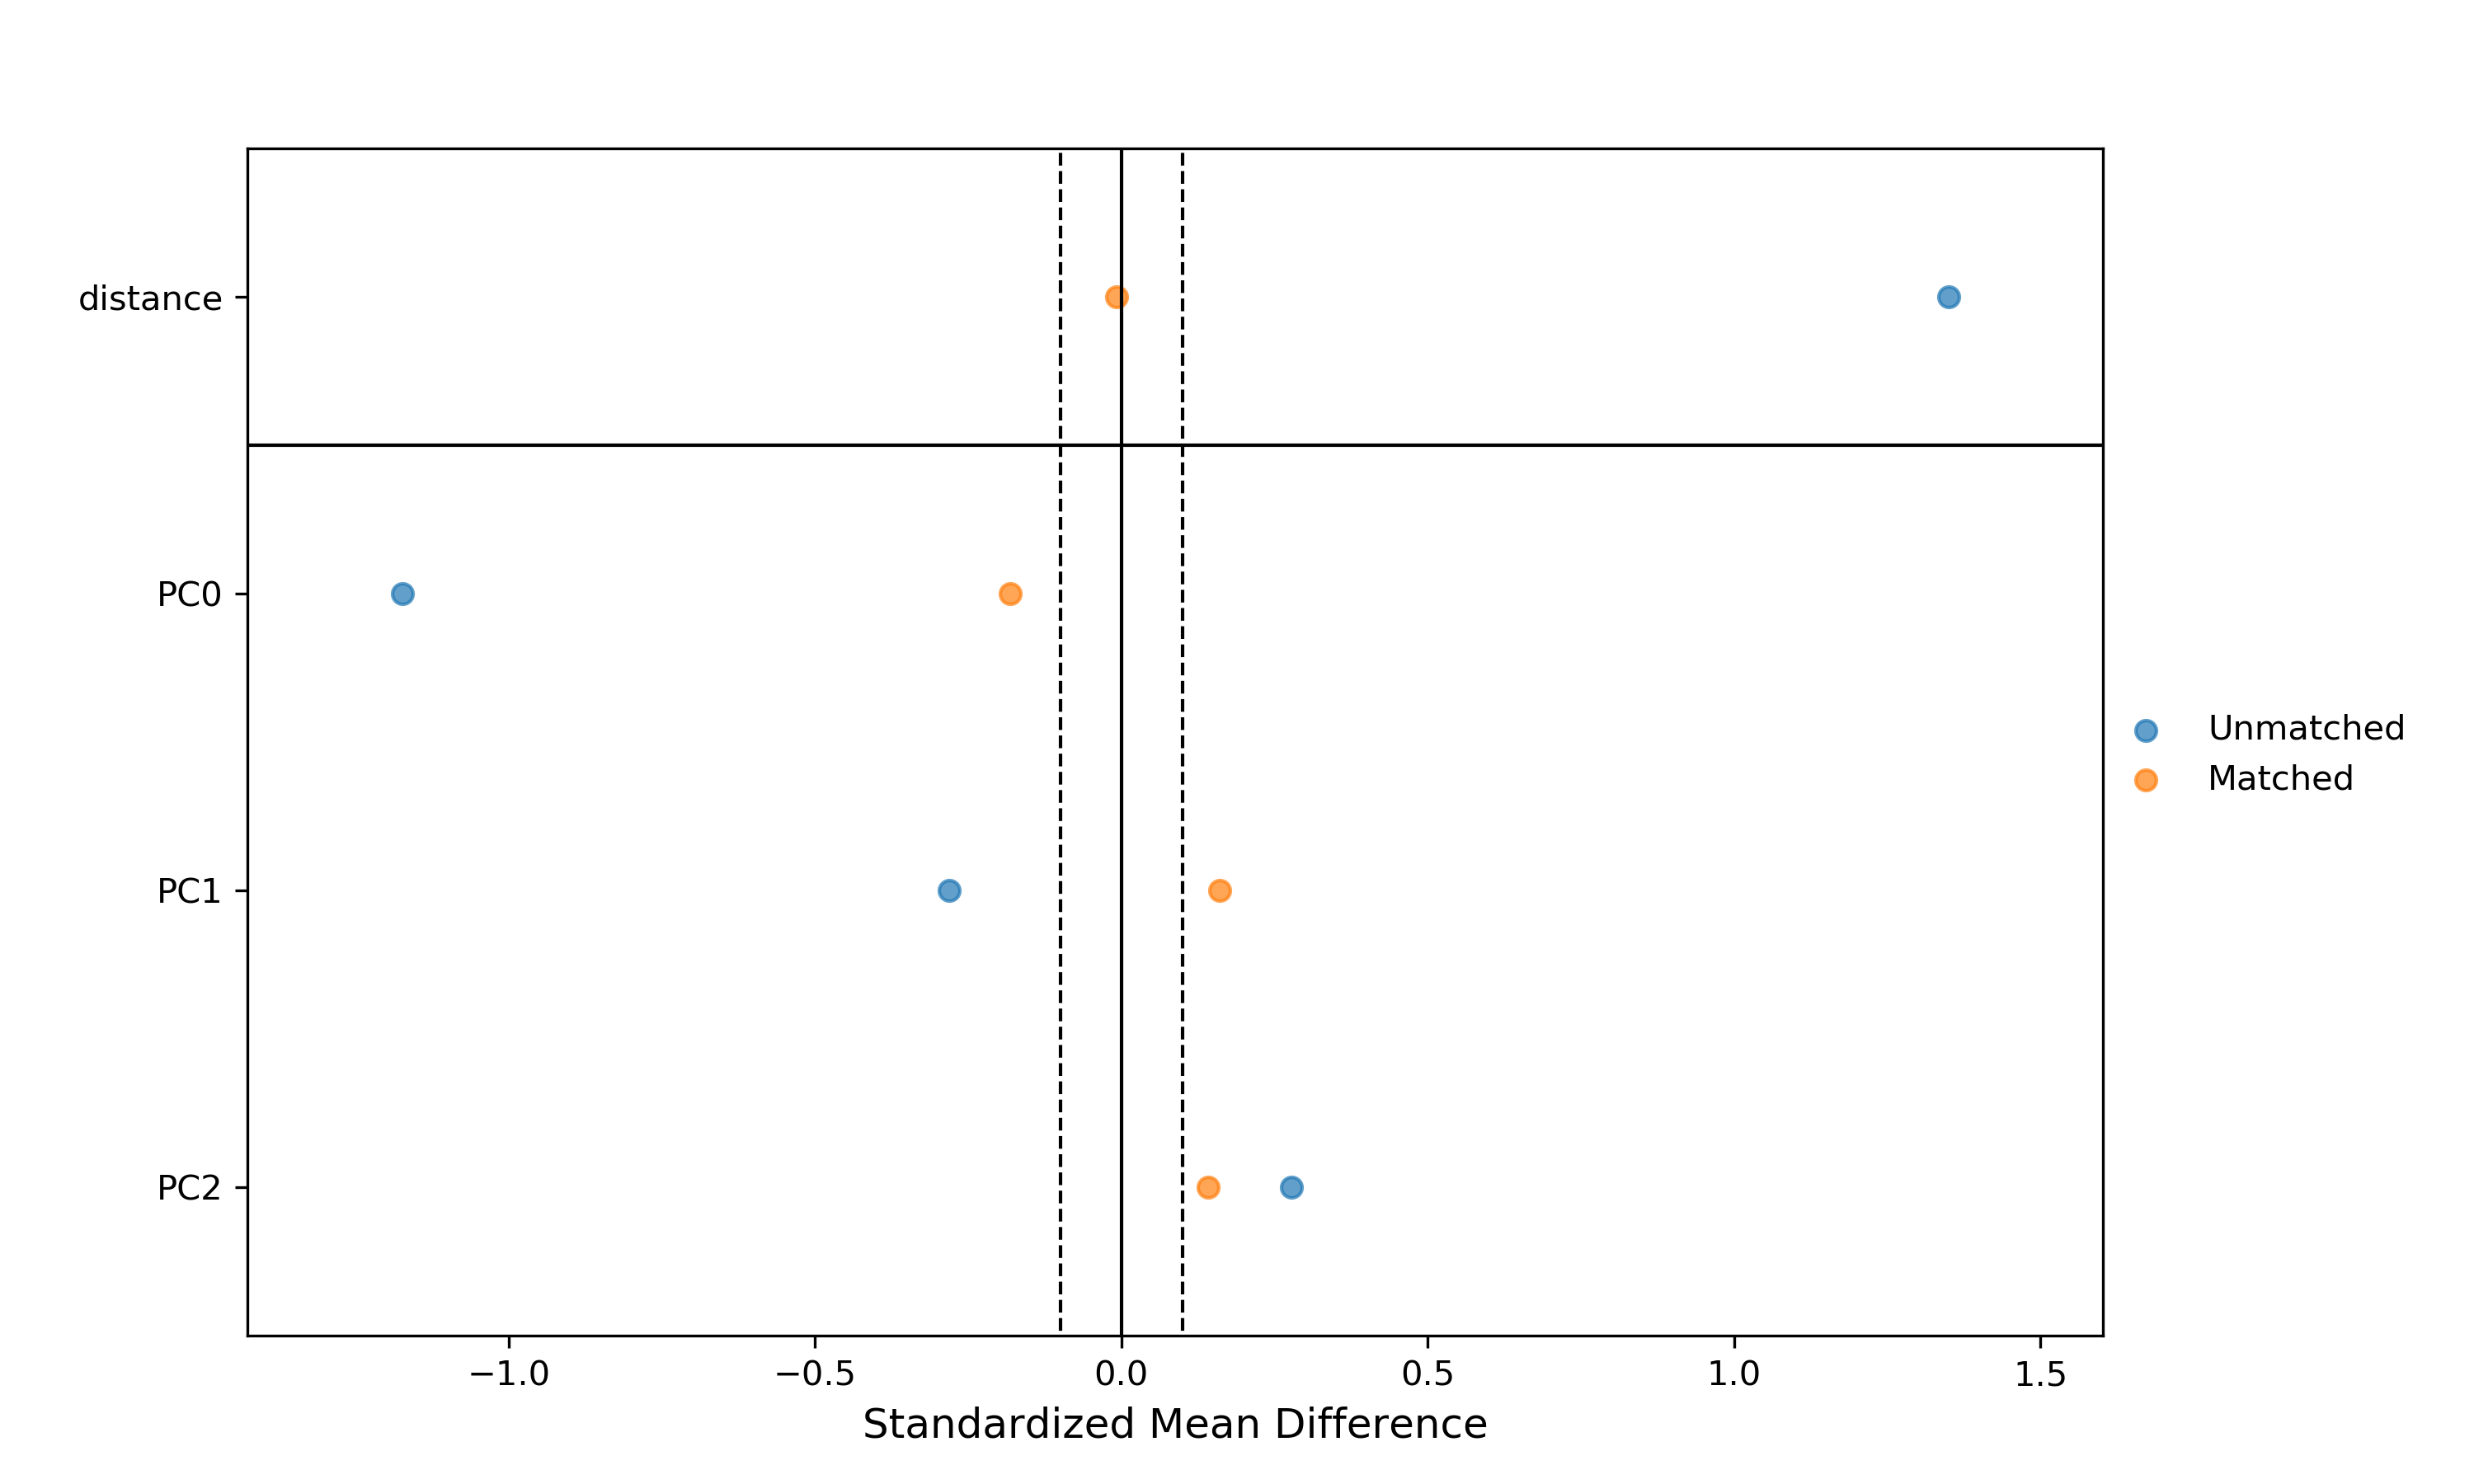 distance
PC0
PC1
PC2
−1.0
−0.5
0.0
0.5
1.0
1.5
Standardized Mean Difference
Unmatched
Matched